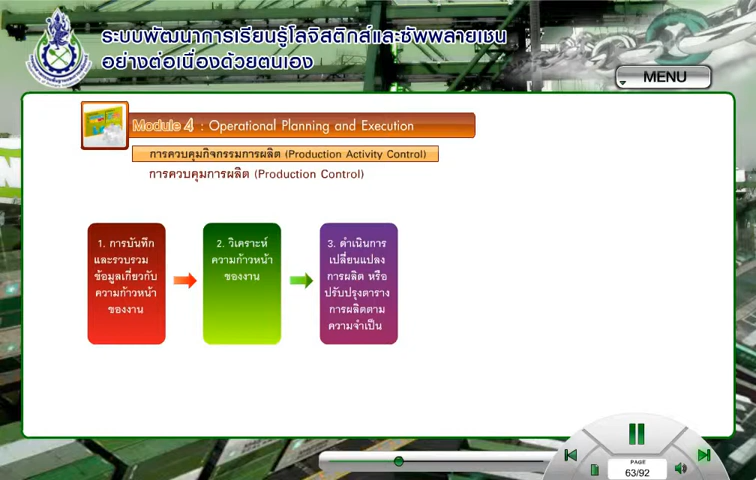 ระบบพัฒนาการเรียนรู้โลจิสติกส์และซัพพลายเชน
อย่างต่อเนื่องด้วยตนเอง
MENU
Module 4 : Operational Planning and Execution
การควบคุมกิจกรรมการผลิต (Production Activity Control)
การควบคุมการผลิต (Production Control)
1. การบันทึก
และรวบรวม
ข้อมูลเกี่ยวกับ
ความก้าวหน้า
ของงาน
2. วิเคราะห์
ความก้าวหน้า
ของงาน
3. ดำเนินการ
เปลี่ยนแปลง
การผลิต หรือ
ปรับปรุงตาราง
การผลิตตาม
ความจำเป็น
PAGE
63/92